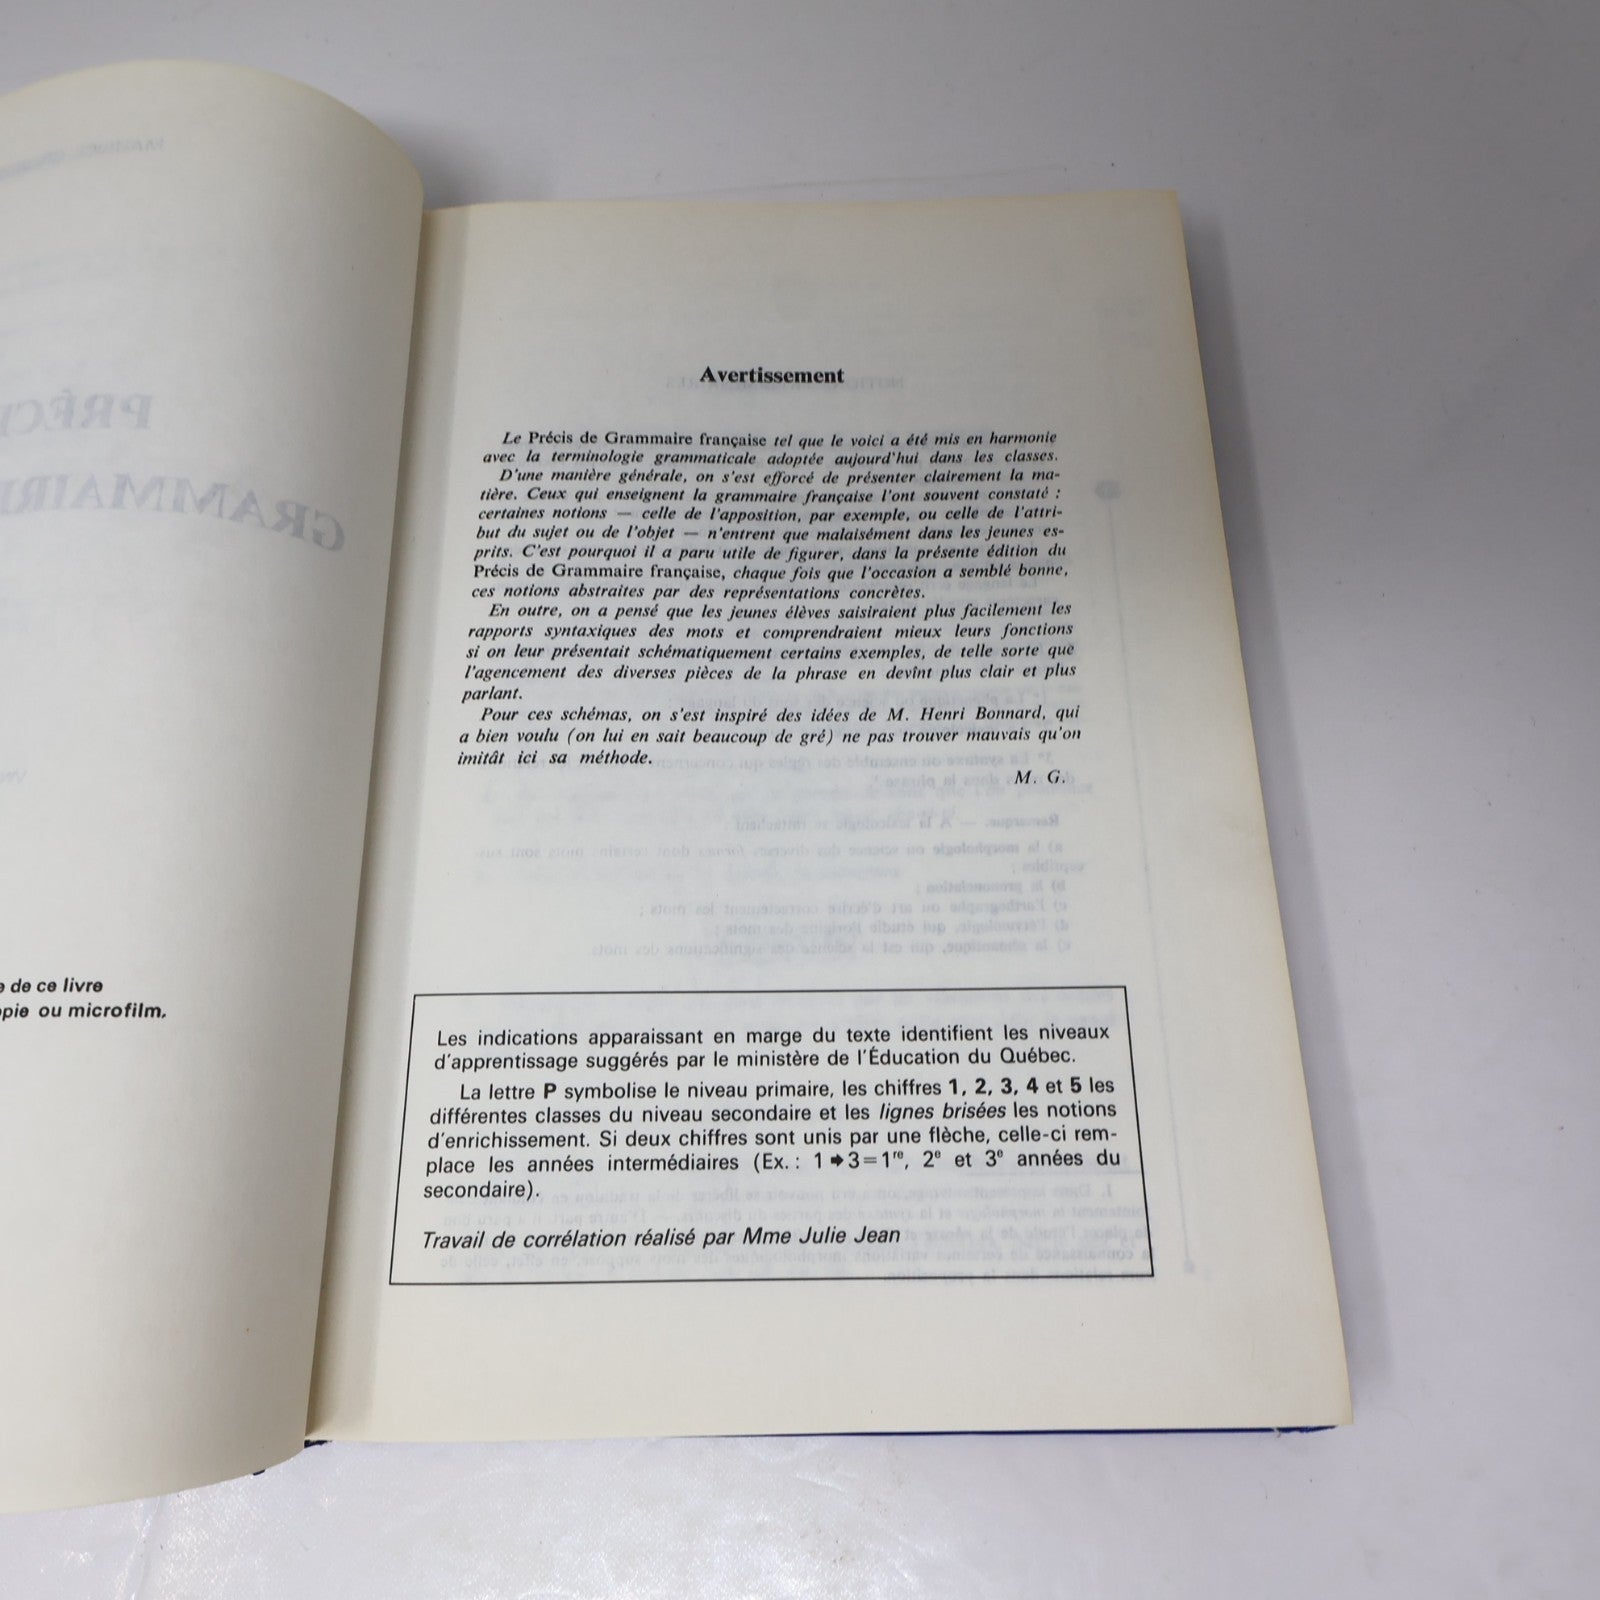 e de ce livre
opie ou microfilm.
Avertissement
Le Précis de Grammaire française tel que le voici a été mis en harmonie
avec la terminologie grammaticale adoptée aujourd'hui dans les classes.
D'une manière générale, on s'est efforcé de présenter clairement la ma-
tière. Ceux qui enseignent la grammaire française l'ont souvent constaté :
certaines notions — celle de l'apposition, par exemple, ou celle de l'attri-
but du sujet ou de l'objet — n'entrent que malaisément dans les jeunes es-
prits. C'est pourquoi il a paru utile de figurer, dans la présente édition du
Précis de Grammaire française, chaque fois que l'occasion a semblé bonne,
ces notions abstraites par des représentations concrètes.
En outre, on a pensé que les jeunes élèves saisiraient plus facilement les
rapports syntaxiques des mots et comprendraient mieux leurs fonctions
si on leur présentait schématiquement certains exemples, de telle sorte que
l'agencement des diverses pièces de la phrase en devînt plus clair et plus
parlant.
Pour ces schémas, on s'est inspiré des idées de M. Henri Bonnard, qui
a bien voulu (on lui en sait beaucoup de gré) ne pas trouver mauvais qu'on
imitât ici sa méthode.
M. G.
Les indications apparaissant en marge du texte identifient les niveaux
d'apprentissage suggérés par le ministère de l'Éducation du Québec.
La lettre P symbolise le niveau primaire, les chiffres 1, 2, 3, 4 et 5 les
différentes classes du niveau secondaire et les lignes brisées les notions
d'enrichissement. Si deux chiffres sont unis par une flèche, celle-ci rem-
place les années intermédiaires (Ex. : 1 ➔ 3 = 1re, 2e et 3e années du
secondaire).
Travail de corrélation réalisé par Mme Julie Jean